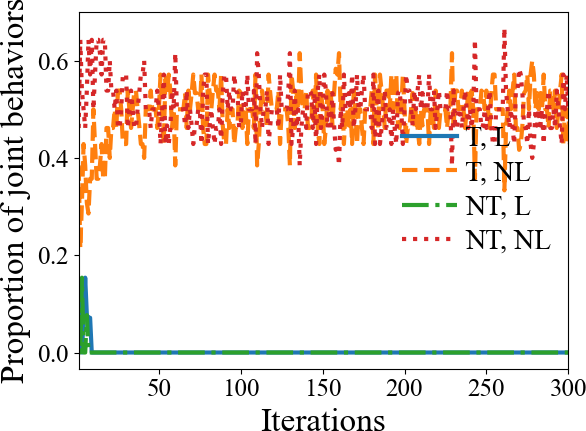 Proportion of joint behaviors
0.6
0.4
0.2
0.0
T, L
T, NL
NT, L
NT, NL
50
100
150
200
250
300
Iterations